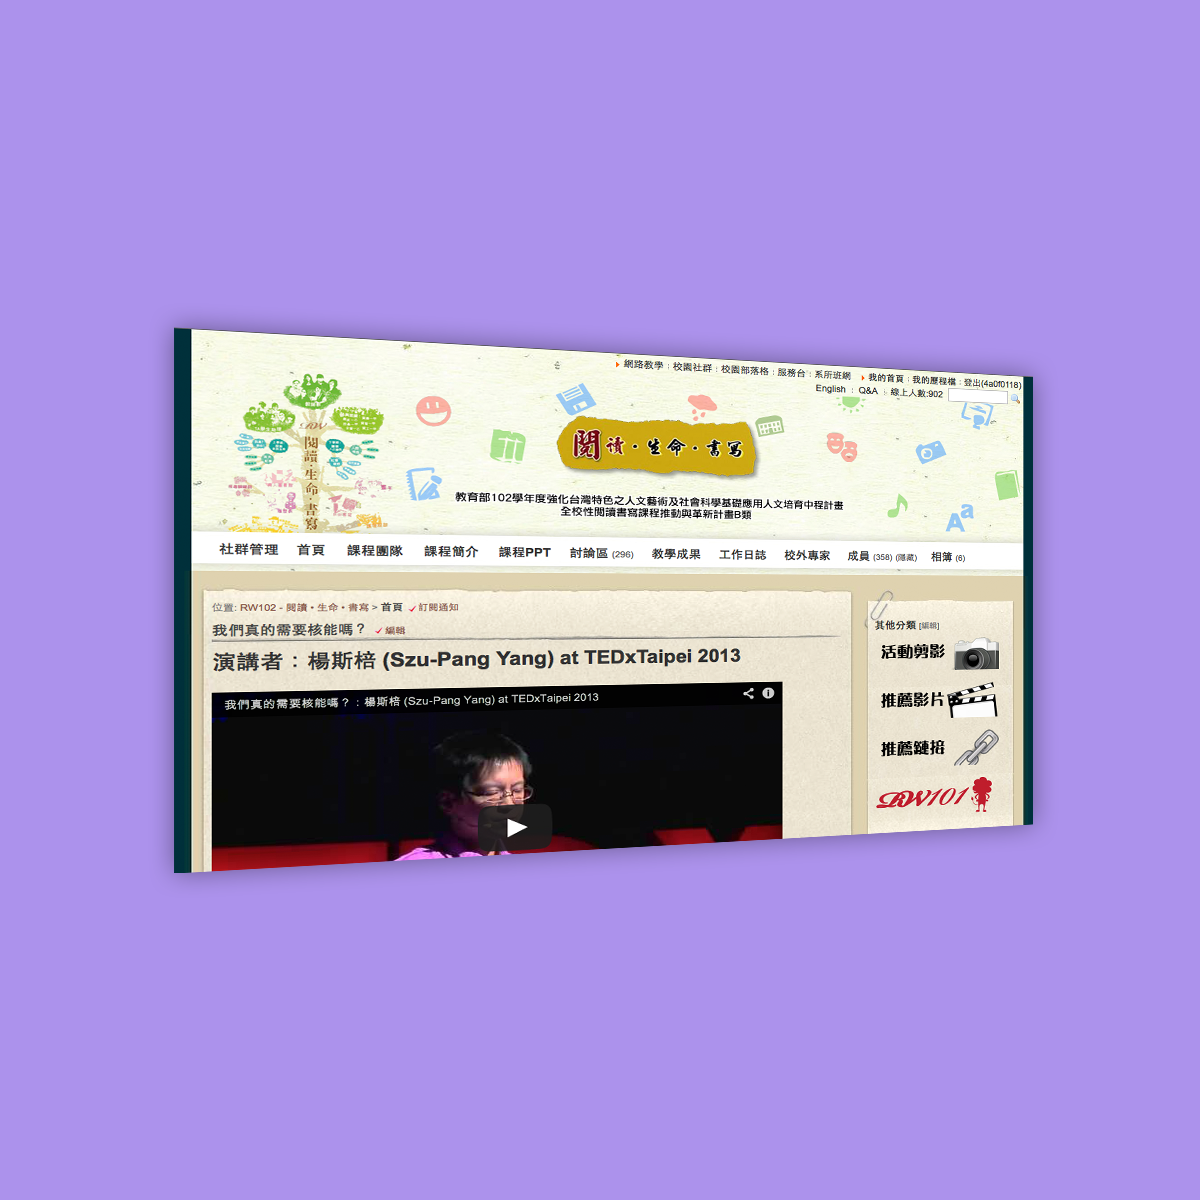 網路教學 : 校園社群 : 校園部落格 : 服務台 : 系所班網 我的首頁 : 我的歷程檔 : 登出(4a0f0118)
English : Q&A : 線上人數:902
RW
閱讀·生命·書寫
閱讀·生命·書寫
教育部102學年度強化台灣特色之人文藝術及社會科學基礎應用人文培育中程計畫
全校性閱讀書寫課程推動與革新計畫B類
社群管理 首頁 課程團隊 課程簡介 課程PPT 討論區 (296) 教學成果 工作日誌 校外專家 成員 (358) (隱藏) 相簿 (6)
位置: RW102 - 閱讀・生命・書寫 > 首頁 訂閱通知
我們真的需要核能嗎？ 編輯
演講者：楊斯棓 (Szu-Pang Yang) at TEDxTaipei 2013
我們真的需要核能嗎？：楊斯棓 (Szu-Pang Yang) at TEDxTaipei 2013
其他分類 [編輯]
活動剪影
推薦影片
推薦鏈接
RW101